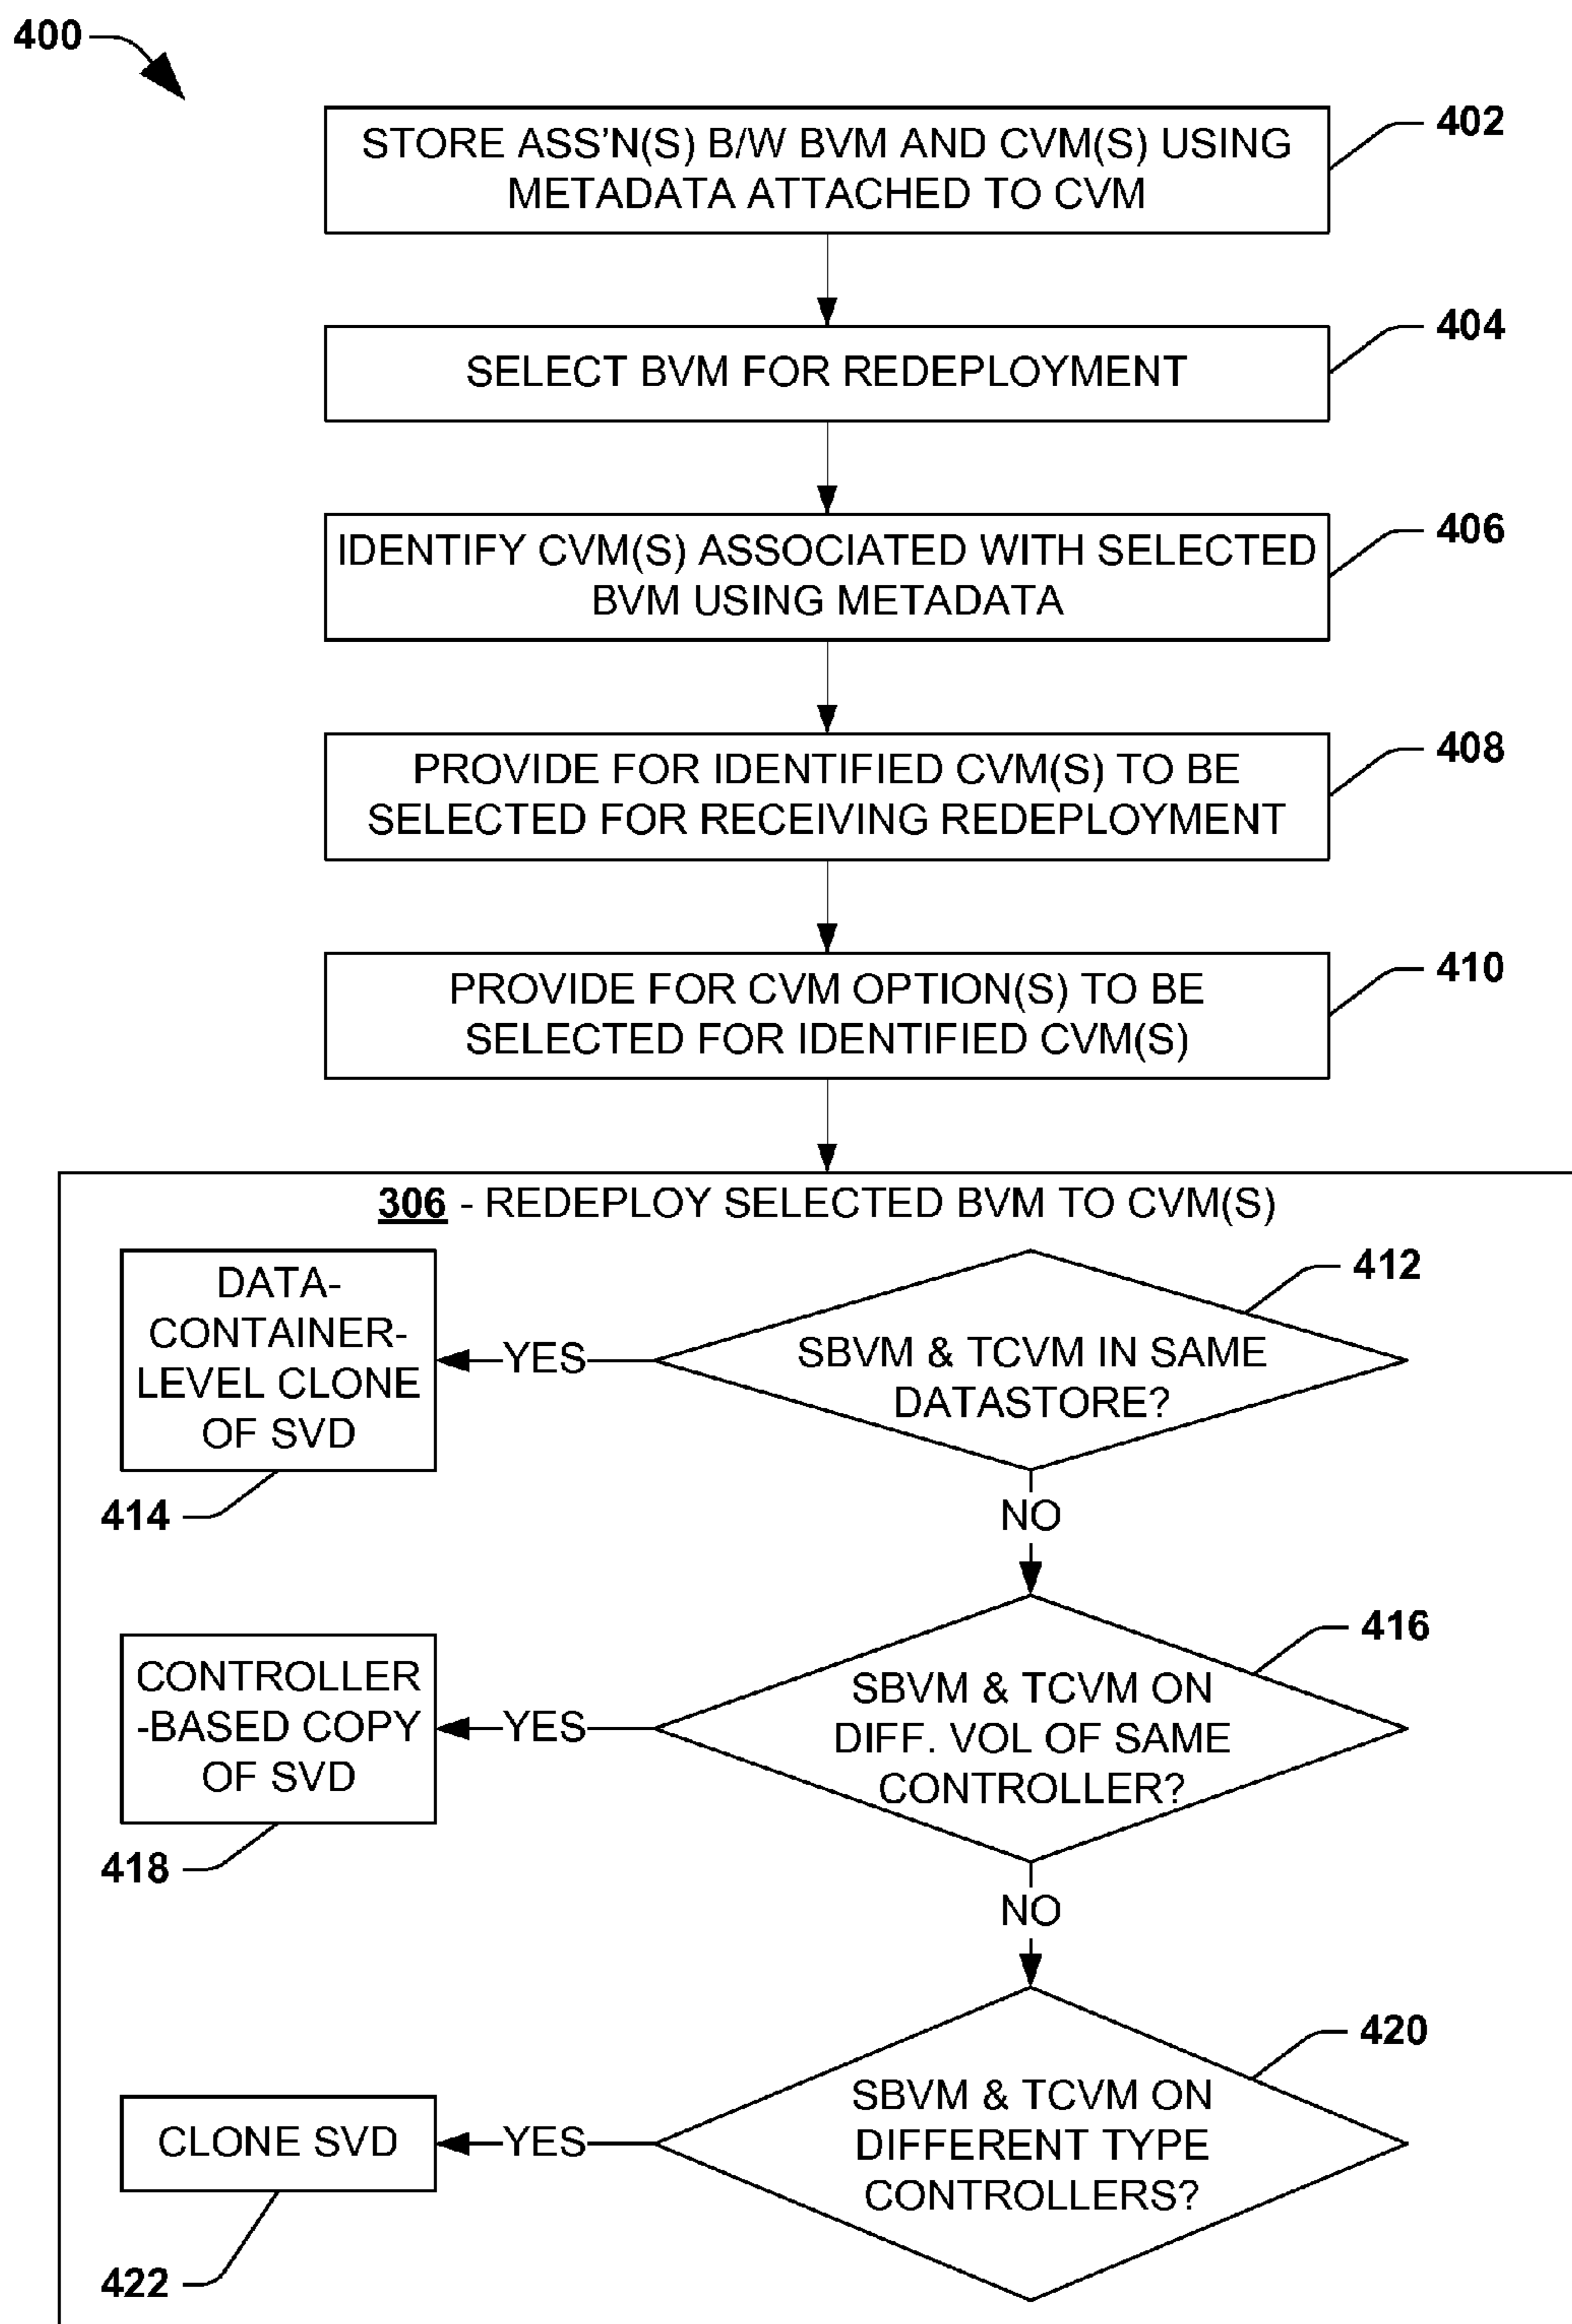 400
STORE ASS'N(S) B/W BVM AND CVM(S) USING
METADATA ATTACHED TO CVM
402
SELECT BVM FOR REDEPLOYMENT
404
IDENTIFY CVM(S) ASSOCIATED WITH SELECTED
BVM USING METADATA
406
PROVIDE FOR IDENTIFIED CVM(S) TO BE
SELECTED FOR RECEIVING REDEPLOYMENT
408
PROVIDE FOR CVM OPTION(S) TO BE
SELECTED FOR IDENTIFIED CVM(S)
410
306 - REDEPLOY SELECTED BVM TO CVM(S)
412
SBVM & TCVM IN SAME
DATASTORE?
YES
DATA-
CONTAINER-
LEVEL CLONE
OF SVD
414
NO
416
SBVM & TCVM ON
DIFF. VOL OF SAME
CONTROLLER?
YES
CONTROLLER
-BASED COPY
OF SVD
418
NO
420
SBVM & TCVM ON
DIFFERENT TYPE
CONTROLLERS?
YES
CLONE SVD
422